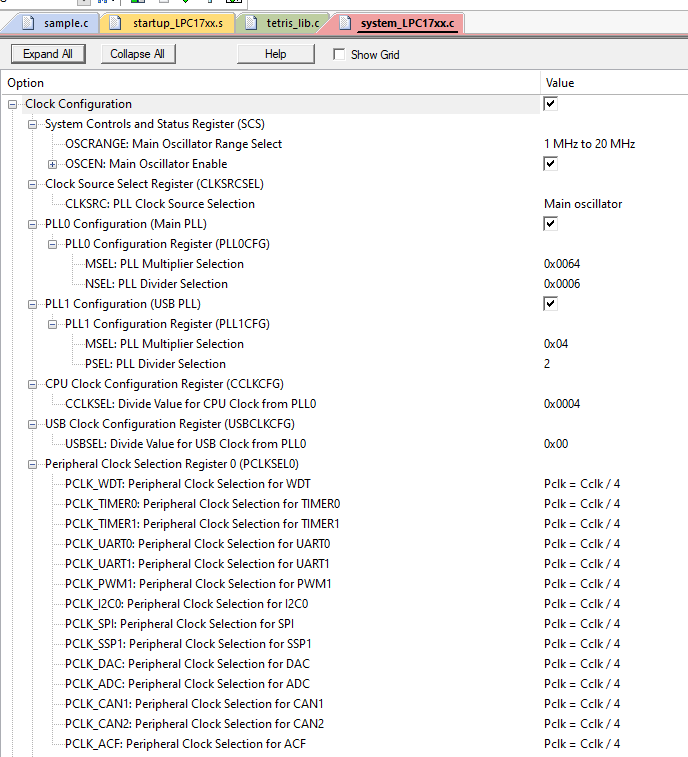 sample.c startup_LPC17xx.s tetris_lib.c system_LPC17xx.c
Expand All Collapse All Help Show Grid
Option Value
Clock Configuration
System Controls and Status Register (SCS)
OSCRANGE: Main Oscillator Range Select 1 MHz to 20 MHz
OSCEN: Main Oscillator Enable
Clock Source Select Register (CLKSRCSEL)
CLKSRC: PLL Clock Source Selection Main oscillator
PLL0 Configuration (Main PLL)
PLL0 Configuration Register (PLL0CFG)
MSEL: PLL Multiplier Selection 0x0064
NSEL: PLL Divider Selection 0x0006
PLL1 Configuration (USB PLL)
PLL1 Configuration Register (PLL1CFG)
MSEL: PLL Multiplier Selection 0x04
PSEL: PLL Divider Selection 2
CPU Clock Configuration Register (CCLKCFG)
CCLKSEL: Divide Value for CPU Clock from PLL0 0x0004
USB Clock Configuration Register (USBCLKCFG)
USBSEL: Divide Value for USB Clock from PLL0 0x00
Peripheral Clock Selection Register 0 (PCLKSEL0)
PCLK_WDT: Peripheral Clock Selection for WDT Pclk = Cclk / 4
PCLK_TIMER0: Peripheral Clock Selection for TIMER0 Pclk = Cclk / 4
PCLK_TIMER1: Peripheral Clock Selection for TIMER1 Pclk = Cclk / 4
PCLK_UART0: Peripheral Clock Selection for UART0 Pclk = Cclk / 4
PCLK_UART1: Peripheral Clock Selection for UART1 Pclk = Cclk / 4
PCLK_PWM1: Peripheral Clock Selection for PWM1 Pclk = Cclk / 4
PCLK_I2C0: Peripheral Clock Selection for I2C0 Pclk = Cclk / 4
PCLK_SPI: Peripheral Clock Selection for SPI Pclk = Cclk / 4
PCLK_SSP1: Peripheral Clock Selection for SSP1 Pclk = Cclk / 4
PCLK_DAC: Peripheral Clock Selection for DAC Pclk = Cclk / 4
PCLK_ADC: Peripheral Clock Selection for ADC Pclk = Cclk / 4
PCLK_CAN1: Peripheral Clock Selection for CAN1 Pclk = Cclk / 4
PCLK_CAN2: Peripheral Clock Selection for CAN2 Pclk = Cclk / 4
PCLK_ACF: Peripheral Clock Selection for ACF Pclk = Cclk / 4